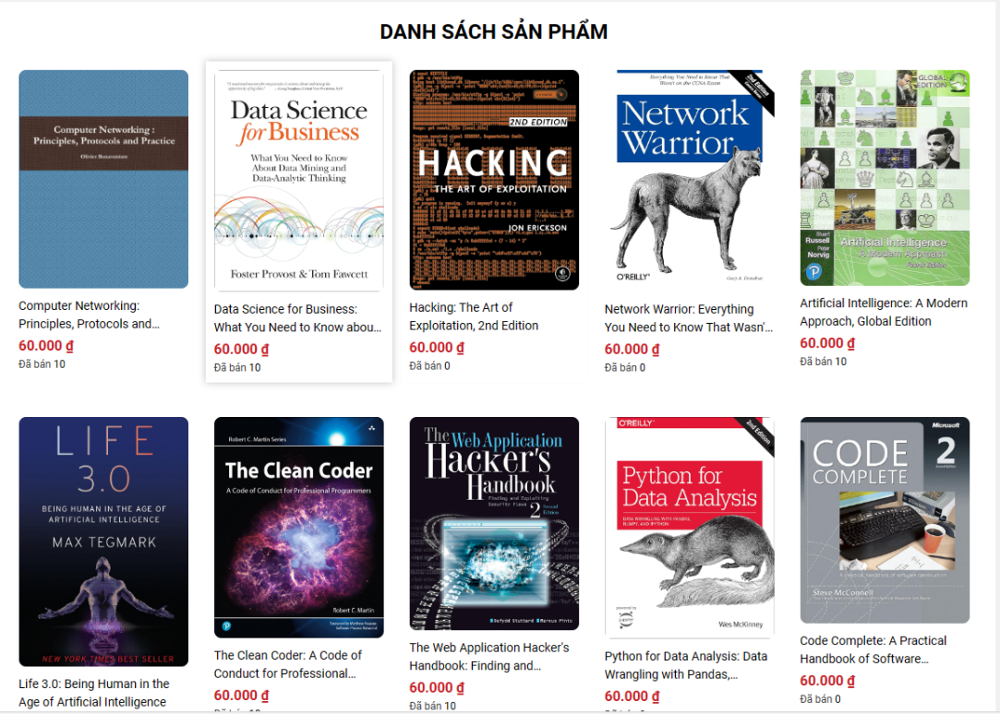 DANH SÁCH SẢN PHẨM
Computer Networking :
Principles, Protocols and Practice
Olivier Bonaventure
Data Science
for Business
What You Need to Know
About Data Mining and
Data-Analytic Thinking
Foster Provost & Tom Fawcett
2ND EDITION
HACKING
THE ART OF EXPLOITATION
JON ERICKSON
Everything You Need to Know That
Wasn't on the CCNA Exam
2nd Edition
Network
Warrior
O'REILLY'
Gary A. Donahue
GLOBAL
EDITION
Stuart
Russell
Peter
Norvig
Artificial Intelligence
A Modern Approach
Fourth Edition
Computer Networking:
Principles, Protocols and…
60.000 ₫
Đã bán 10
Data Science for Business:
What You Need to Know abou…
60.000 ₫
Đã bán 10
Hacking: The Art of
Exploitation, 2nd Edition
60.000 ₫
Đã bán 0
Network Warrior: Everything
You Need to Know That Wasn'…
60.000 ₫
Đã bán 0
Artificial Intelligence: A Modern
Approach, Global Edition
60.000 ₫
Đã bán 10
LIFE
3.0
BEING HUMAN IN THE AGE OF
ARTIFICIAL INTELLIGENCE
MAX TEGMARK
NEW YORK TIMES BEST SELLER
Robert C. Martin Series
The Clean Coder
A Code of Conduct for Professional Programmers
Robert C. Martin
The Web Application
Hacker's
Handbook
Finding and Exploiting
Security Flaws
2 Second
Edition
Dafydd Stuttard Marcus Pinto
O'REILLY'
2nd Edition
Python for
Data Analysis
DATA WRANGLING WITH PANDAS,
NUMPY, AND IPYTHON
powered by
jupyter
Wes McKinney
Microsoft
CODE
COMPLETE
2
Steve McConnell
Life 3.0: Being Human in the
Age of Artificial Intelligence
The Clean Coder: A Code of
Conduct for Professional…
60.000 ₫
The Web Application Hacker's
Handbook: Finding and…
60.000 ₫
Đã bán 10
Python for Data Analysis: Data
Wrangling with Pandas,…
60.000 ₫
Code Complete: A Practical
Handbook of Software…
60.000 ₫
Đã bán 0